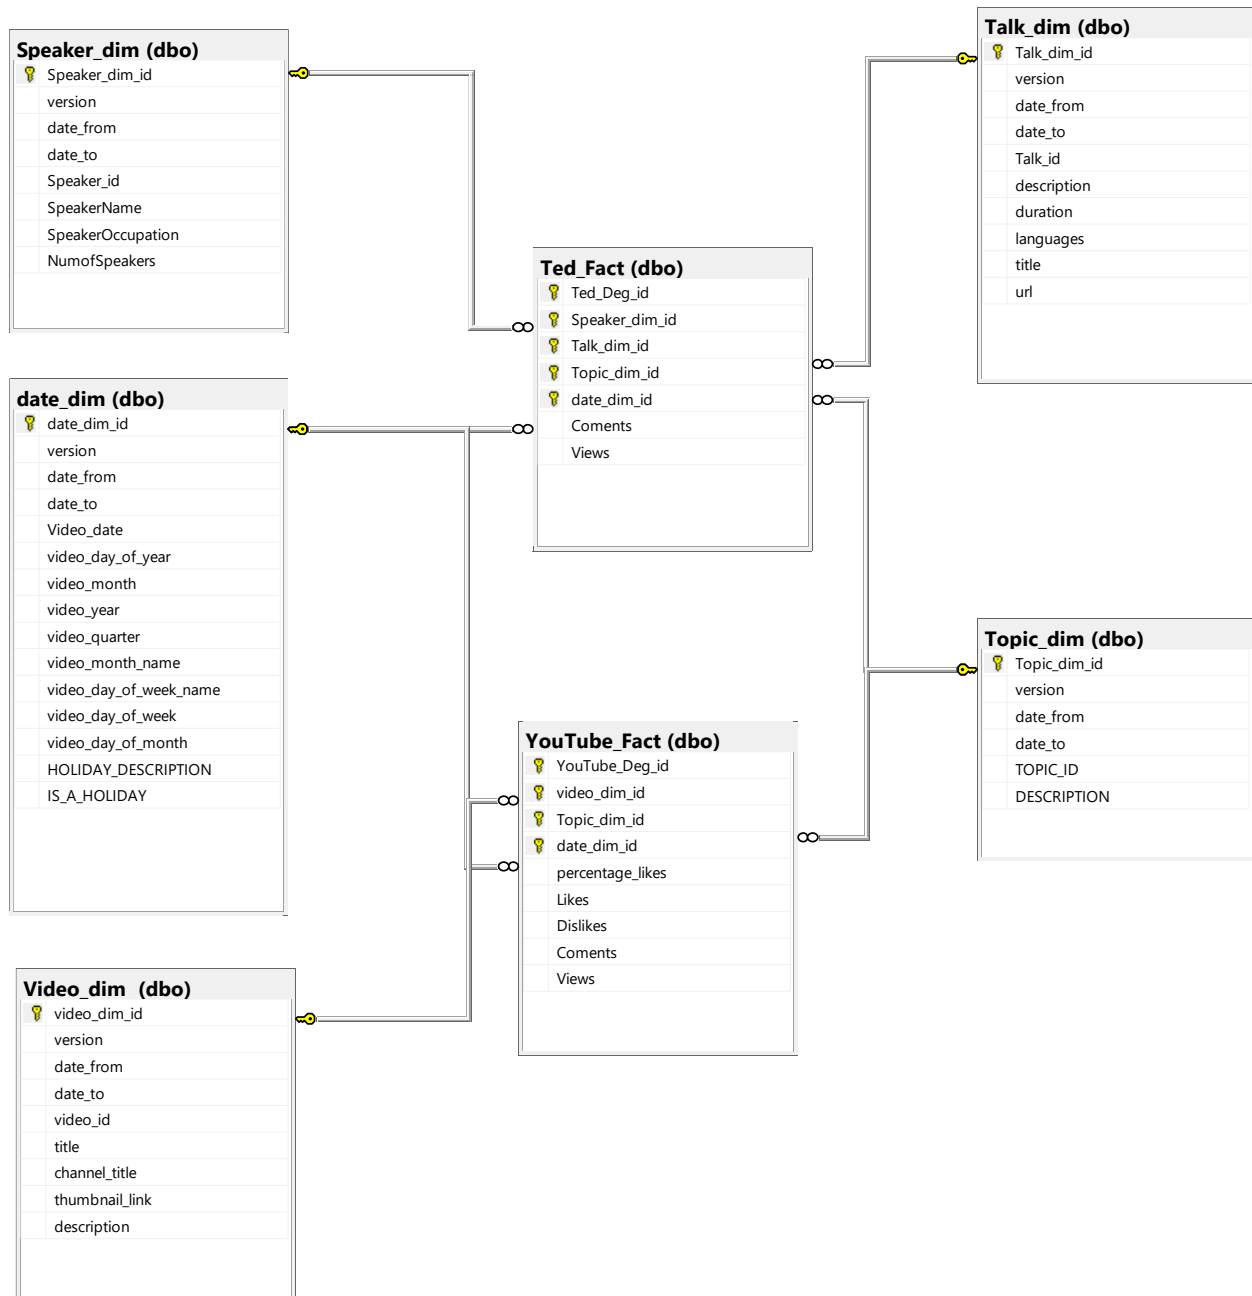 Speaker_dim (dbo)
Speaker_dim_id
version
date_from
date_to
Speaker_id
SpeakerName
SpeakerOccupation
NumofSpeakers
Talk_dim (dbo)
Talk_dim_id
version
date_from
date_to
Talk_id
description
duration
languages
title
url
Ted_Fact (dbo)
Ted_Deg_id
Speaker_dim_id
Talk_dim_id
Topic_dim_id
date_dim_id
Coments
Views
date_dim (dbo)
date_dim_id
version
date_from
date_to
Video_date
video_day_of_year
video_month
video_year
video_quarter
video_month_name
video_day_of_week_name
video_day_of_week
video_day_of_month
HOLIDAY_DESCRIPTION
IS_A_HOLIDAY
Topic_dim (dbo)
Topic_dim_id
version
date_from
date_to
TOPIC_ID
DESCRIPTION
YouTube_Fact (dbo)
YouTube_Deg_id
video_dim_id
Topic_dim_id
date_dim_id
percentage_likes
Likes
Dislikes
Coments
Views
Video_dim (dbo)
video_dim_id
version
date_from
date_to
video_id
title
channel_title
thumbnail_link
description